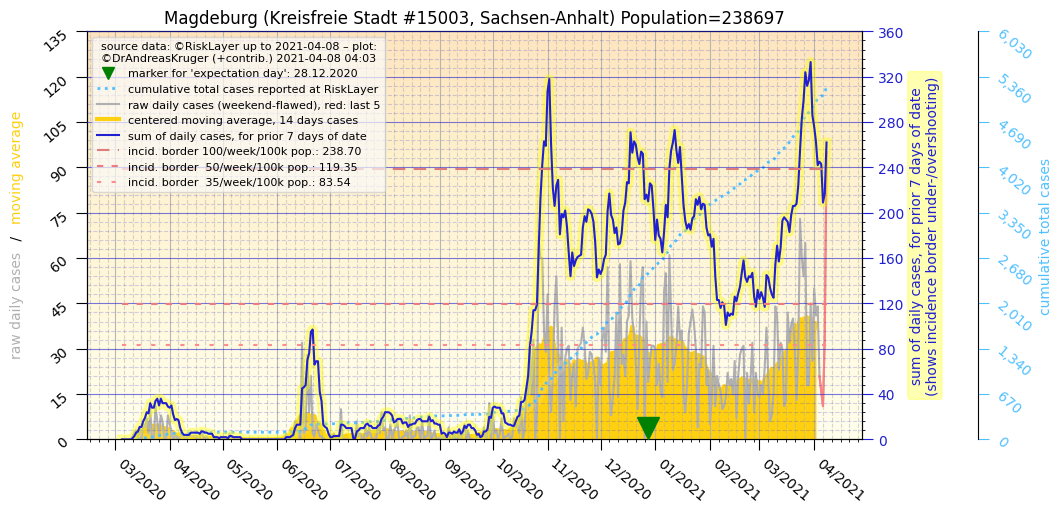 Magdeburg (Kreisfreie Stadt #15003, Sachsen-Anhalt) Population=238697
source data: ©RiskLayer up to 2021-04-08 – plot:
©DrAndreasKruger (+contrib.) 2021-04-08 04:03
marker for 'expectation day': 28.12.2020
cumulative total cases reported at RiskLayer
raw daily cases (weekend-flawed), red: last 5
centered moving average, 14 days cases
sum of daily cases, for prior 7 days of date
incid. border 100/week/100k pop.: 238.70
incid. border  50/week/100k pop.: 119.35
incid. border  35/week/100k pop.: 83.54
raw daily cases / moving average
135
120
105
90
75
60
45
30
15
0
03/2020
04/2020
05/2020
06/2020
07/2020
08/2020
09/2020
10/2020
11/2020
12/2020
01/2021
02/2021
03/2021
04/2021
360
320
280
240
200
160
120
80
40
0
sum of daily cases, for prior 7 days of date
(shows incidence border under-/overshooting)
6,030
5,360
4,690
4,020
3,350
2,680
2,010
1,340
670
0
cumulative total cases